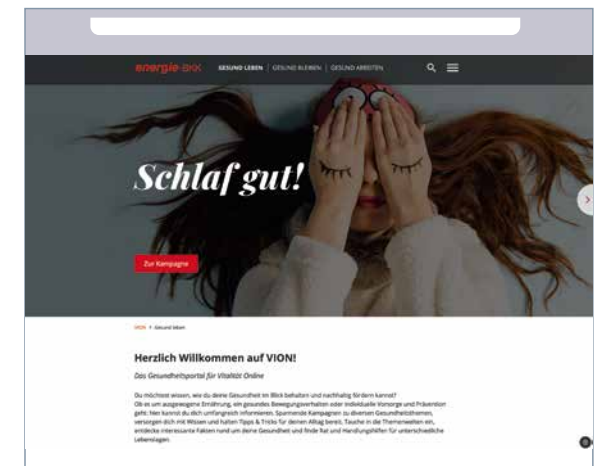 energie-BKK
GESUND LEBEN | GESUND BLEIBEN | GESUND ARBEITEN
Schlaf gut!
Zur Kampagne
VION > Gesund leben
Herzlich Willkommen auf VION!
Das Gesundheitsportal für Vitalität Online
Du möchtest wissen, wie du deine Gesundheit im Blick behalten und nachhaltig fördern kannst?
Ob es um ausgewogene Ernährung, ein gesundes Bewegungsverhalten oder individuelle Vorsorge und Prävention
geht: hier kannst du dich umfangreich informieren. Spannende Kampagnen zu diversen Gesundheitsthemen,
versorgen dich mit Wissen und halten Tipps & Tricks für deinen Alltag bereit. Tauche in die Themenwelten ein,
entdecke interessante Fakten rund um deine Gesundheit und finde Rat und Handlungshilfen für unterschiedliche
Lebenslagen.